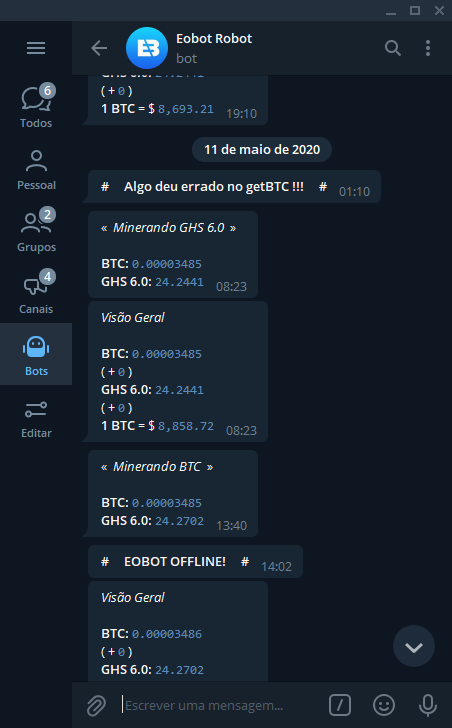 Eobot Robot
bot
6
Todos
Pessoal
2
Grupos
4
Canais
Bots
Editar
( + 0 )
1 BTC = $ 8,693.21 19:10
11 de maio de 2020
# Algo deu errado no getBTC !!! # 01:10
« Minerando GHS 6.0 »
BTC: 0.00003485
GHS 6.0: 24.2441 08:23
Visão Geral
BTC: 0.00003485
( + 0 )
GHS 6.0: 24.2441
( + 0 )
1 BTC = $ 8,858.72 08:23
« Minerando BTC »
BTC: 0.00003485
GHS 6.0: 24.2702 13:40
# EOBOT OFFLINE! # 14:02
Visão Geral
BTC: 0.00003486
( + 0 )
GHS 6.0: 24.2702
Escrever uma mensagem...